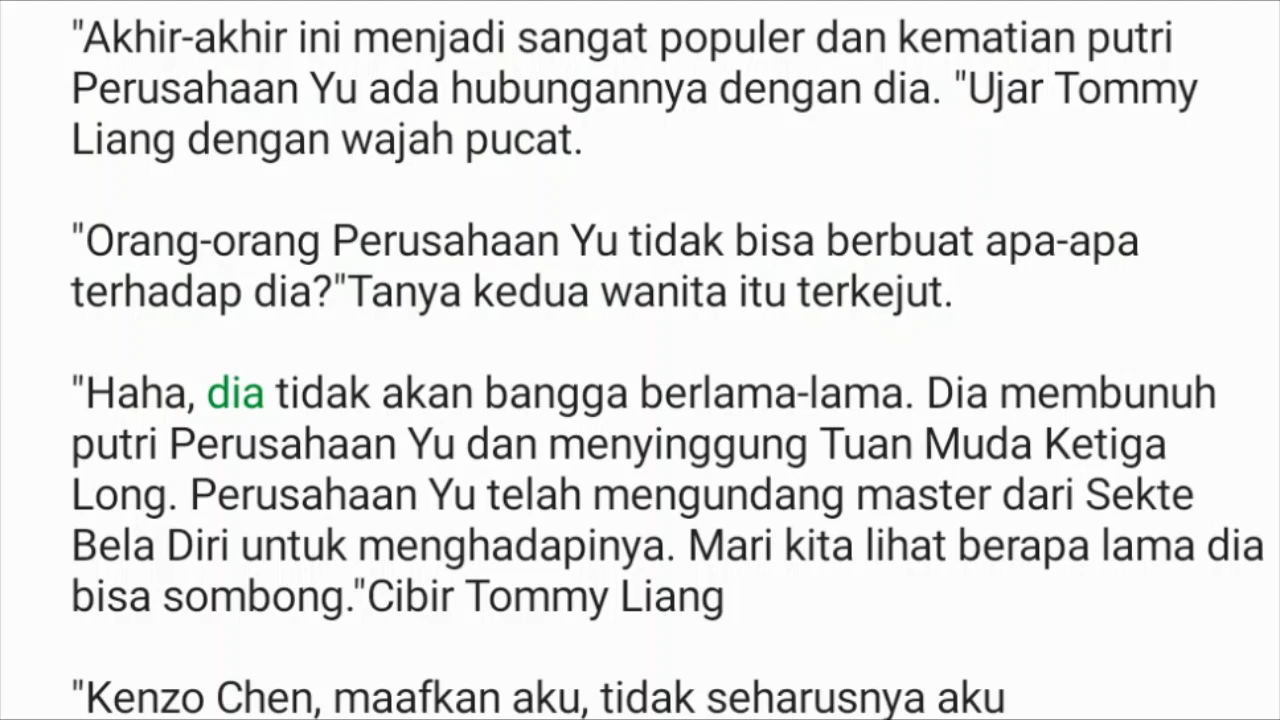 "Akhir-akhir ini menjadi sangat populer dan kematian putri
Perusahaan Yu ada hubungannya dengan dia. "Ujar Tommy
Liang dengan wajah pucat.
"Orang-orang Perusahaan Yu tidak bisa berbuat apa-apa
terhadap dia?"Tanya kedua wanita itu terkejut.
"Haha, dia tidak akan bangga berlama-lama. Dia membunuh
putri Perusahaan Yu dan menyinggung Tuan Muda Ketiga
Long. Perusahaan Yu telah mengundang master dari Sekte
Bela Diri untuk menghadapinya. Mari kita lihat berapa lama dia
bisa sombong."Cibir Tommy Liang
"Kenzo Chen, maafkan aku, tidak seharusnya aku